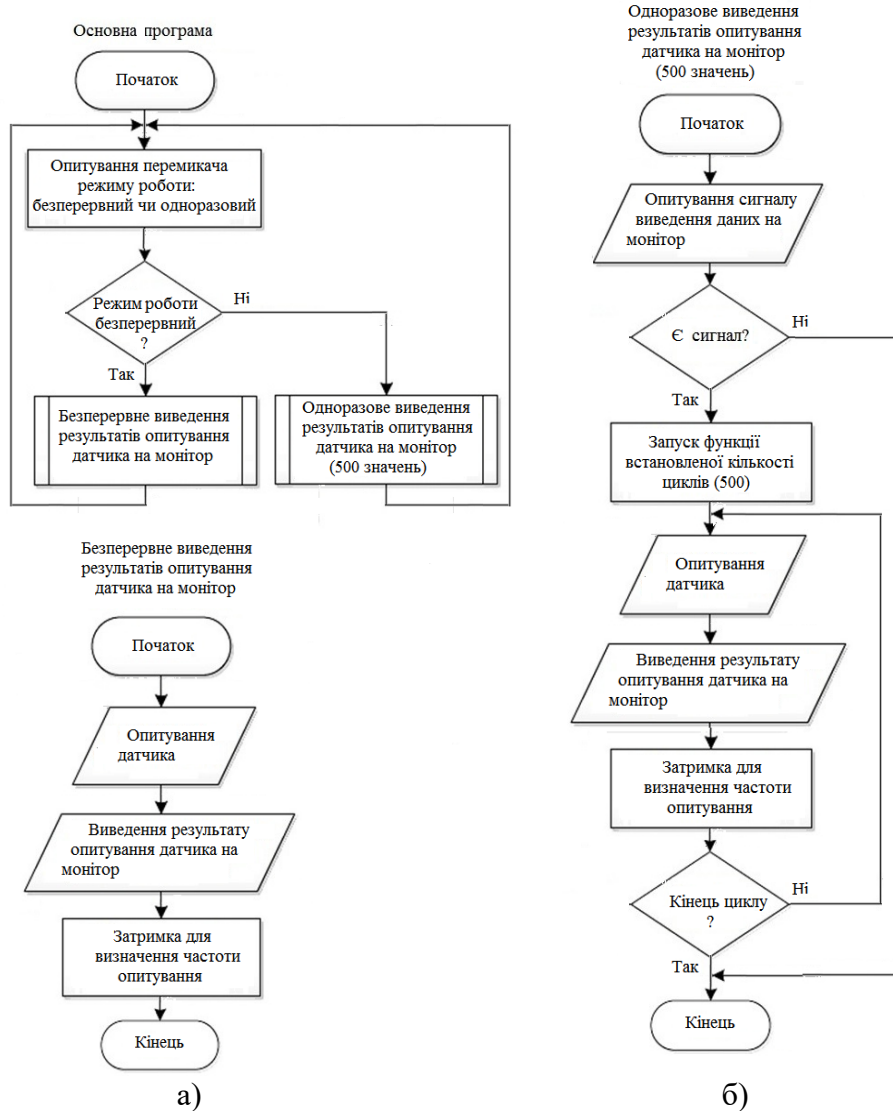 Основна програма
Початок
Опитування перемикача
режиму роботи:
безперервний чи одноразовий
Режим роботи
безперервний
?
Ні
Так
Безперервне виведення
результатів опитування
датчика на монітор
Одноразове виведення
результатів опитування
датчика на монітор
(500 значень)
Безперервне виведення
результатів опитування
датчика на монітор
Початок
Опитування
датчика
Виведення результату
опитування датчика на
монітор
Затримка для
визначення частоти
опитування
Кінець
а)
Одноразове виведення
результатів опитування
датчика на монітор
(500 значень)
Початок
Опитування сигналу
виведення даних на
монітор
Є сигнал?
Ні
Так
Запуск функції
встановленої кількості
циклів (500)
Опитування
датчика
Виведення результату
опитування датчика на
монітор
Затримка для
визначення частоти
опитування
Кінець циклу
?
Ні
Так
Кінець
б)